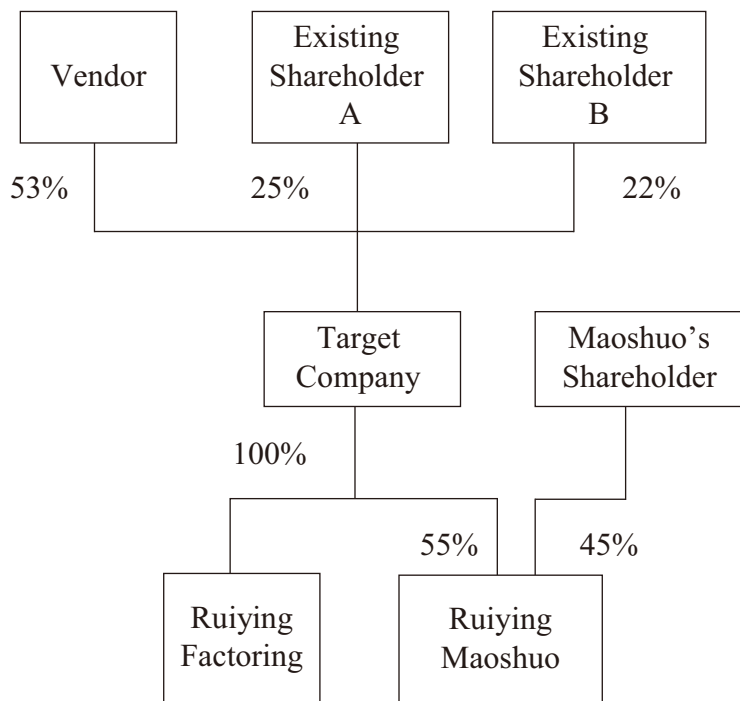 Vendor
Existing
Shareholder
A
Existing
Shareholder
B
53%
25%
22%
Target
Company
Maoshuo’s
Shareholder
100%
55%
45%
Ruiying
Factoring
Ruiying
Maoshuo